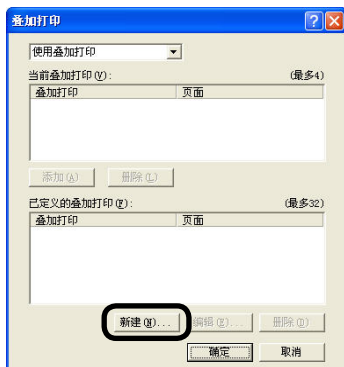 叠加打印
使用叠加打印
当前叠加打印(V): (最多4)
叠加打印 页面
添加(A) 删除(L)
已定义的叠加打印(F): (最多32)
叠加打印 页面
新建(N)... 编辑(E)... 删除(D)
确定 取消